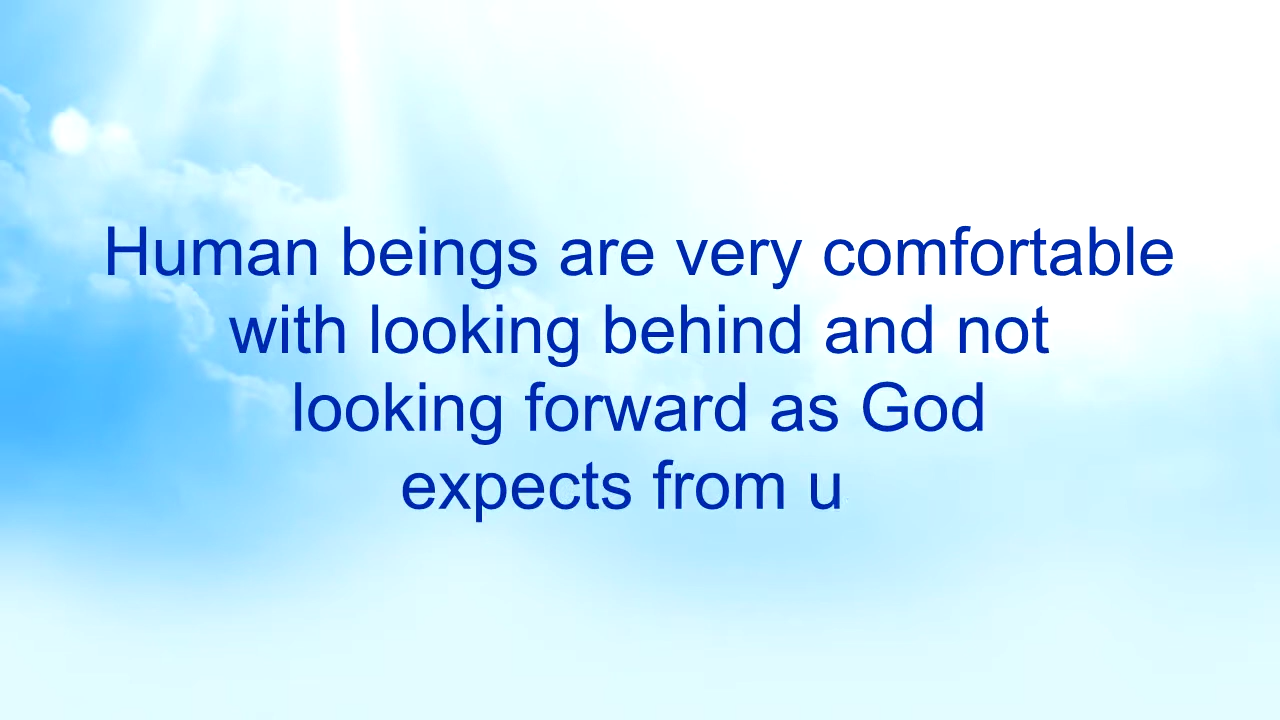 Human beings are very comfortable
with looking behind and not
looking forward as God
expects from u